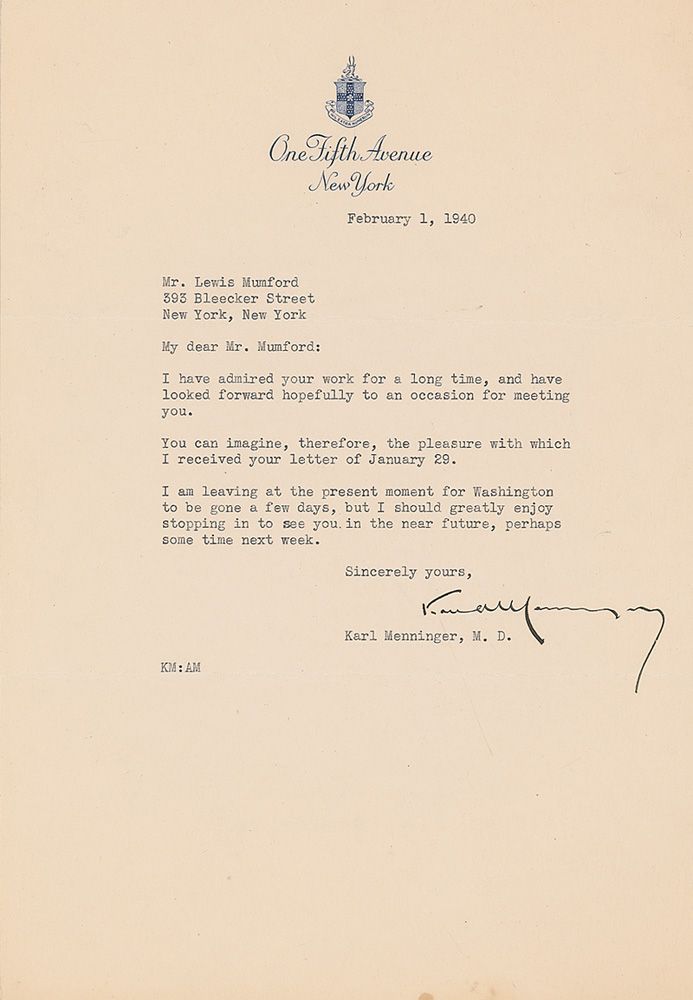 One Fifth Avenue
New York
February 1, 1940
Mr. Lewis Mumford
393 Bleecker Street
New York, New York
My dear Mr. Mumford:
I have admired your work for a long time, and have
looked forward hopefully to an occasion for meeting
you.
You can imagine, therefore, the pleasure with which
I received your letter of January 29.
I am leaving at the present moment for Washington
to be gone a few days, but I should greatly enjoy
stopping in to see you.in the near future, perhaps
some time next week.
Sincerely yours,
Karl Menninger
Karl Menninger, M. D.
KM:AM